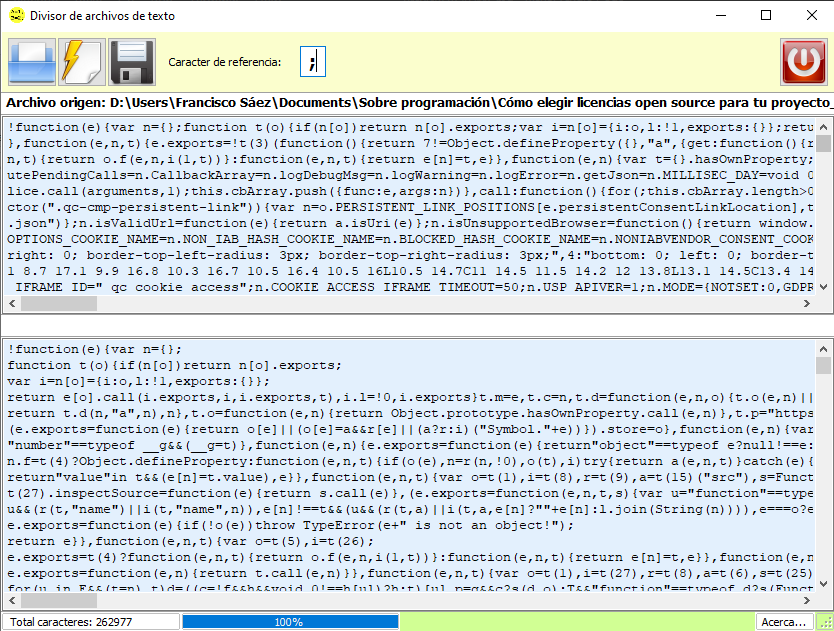 Divisor de archivos de texto
Caracter de referencia:
;
Archivo origen: D:\Users\Francisco Sáez\Documents\Sobre programación\Cómo elegir licencias open source para tu proyecto_
!function(e){var n={};function t(o){if(n[o])return n[o].exports;var i=n[o]={i:o,l:!1,exports:{}};retu
},function(e,n,t){e.exports=!t(3)(function(){return 7!=Object.defineProperty({},"a",{get:function(){r
n,t){return o.f(e,n,i(1,t))}:function(e,n,t){return e[n]=t,e}},function(e,n){var t={}.hasOwnProperty;
utePendingCalls=n.CallbackArray=n.logDebugMsg=n.logWarning=n.logError=n.getJson=n.MILLISEC_DAY=void 0
lice.call(arguments,1);this.cbArray.push({func:e,args:n})},call:function(){for(;this.cbArray.length>0
ctor(".qc-cmp-persistent-link")){var n=o.PERSISTENT_LINK_POSITIONS[e.persistentConsentLinkLocation],t
.json")};n.isValidUrl=function(e){return a.isUri(e)};n.isUnsupportedBrowser=function(){return window.
OPTIONS_COOKIE_NAME=n.NON_IAB_HASH_COOKIE_NAME=n.BLOCKED_HASH_COOKIE_NAME=n.NONIABVENDOR_CONSENT_COOK
right: 0; border-top-left-radius: 3px; border-top-right-radius: 3px;",4:"bottom: 0; left: 0; border-t
1 8.7 17.1 9.9 16.8 10.3 16.7 10.5 16.4 10.5 16L10.5 14.7C11 14.5 11.5 14.2 12 13.8L13.1 14.5C13.4 14
_IFRAME_ID="_qc_cookie_access";n.COOKIE_ACCESS_IFRAME_TIMEOUT=50;n.USP_APIVER=1;n.MODE={NOTSET:0,GDPR
!function(e){var n={};
function t(o){if(n[o])return n[o].exports;
var i=n[o]={i:o,l:!1,exports:{}};
return e[o].call(i.exports,i,i.exports,t),i.l=!0,i.exports}t.m=e,t.c=n,t.d=function(e,n,o){t.o(e,n)||
return t.d(n,"a",n),n},t.o=function(e,n){return Object.prototype.hasOwnProperty.call(e,n)},t.p="https
(e.exports=function(e){return o[e]||(o[e]=a&&r[e]||(a?r:i)("Symbol."+e))}).store=o},function(e,n){var
"number"==typeof __g&&(__g=t)},function(e,n){e.exports=function(e){return"object"==typeof e?null!==e:
n.f=t(4)?Object.defineProperty:function(e,n,t){if(o(e),n=r(n,!0),o(t),i)try{return a(e,n,t)}catch(e){
return"value"in t&&(e[n]=t.value),e}},function(e,n,t){var o=t(1),i=t(8),r=t(9),a=t(15)("src"),s=Funct
t(27).inspectSource=function(e){return s.call(e)},(e.exports=function(e,n,t,s){var u="function"==type
u&&(r(t,"name")||i(t,"name",n)),e[n]!==t&&(u&&(r(t,a)||i(t,a,e[n]?""+e[n]:l.join(String(n)))),e===o?e
e.exports=function(e){if(!o(e))throw TypeError(e+" is not an object!");
return e}},function(e,n,t){var o=t(5),i=t(26);
e.exports=t(4)?function(e,n,t){return o.f(e,n,i(1,t))}:function(e,n,t){return e[n]=t,e}},function(e,n
e.exports=function(e,n){return t.call(e,n)}},function(e,n,t){var o=t(1),i=t(27),r=t(8),a=t(6),s=t(25)
for(u in E&&(t=n),t)d=((c=!f&&h&&void 0!==h[u])?h:t)[u],p=g&&c?s(d,o):T&&"function"==typeof d?s(Funct
Total caracteres: 262977
100%
Acerca...